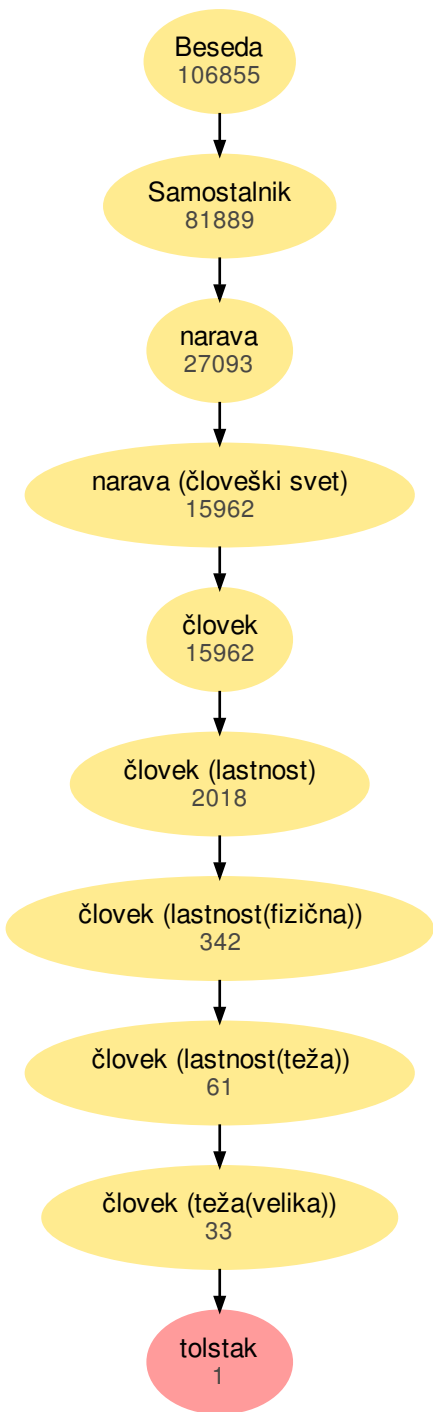 Beseda
106855
Samostalnik
81889
narava
27093
narava (človeški svet)
15962
človek
15962
človek (lastnost)
2018
človek (lastnost(fizična))
342
človek (lastnost(teža))
61
človek (teža(velika))
33
tolstak
1